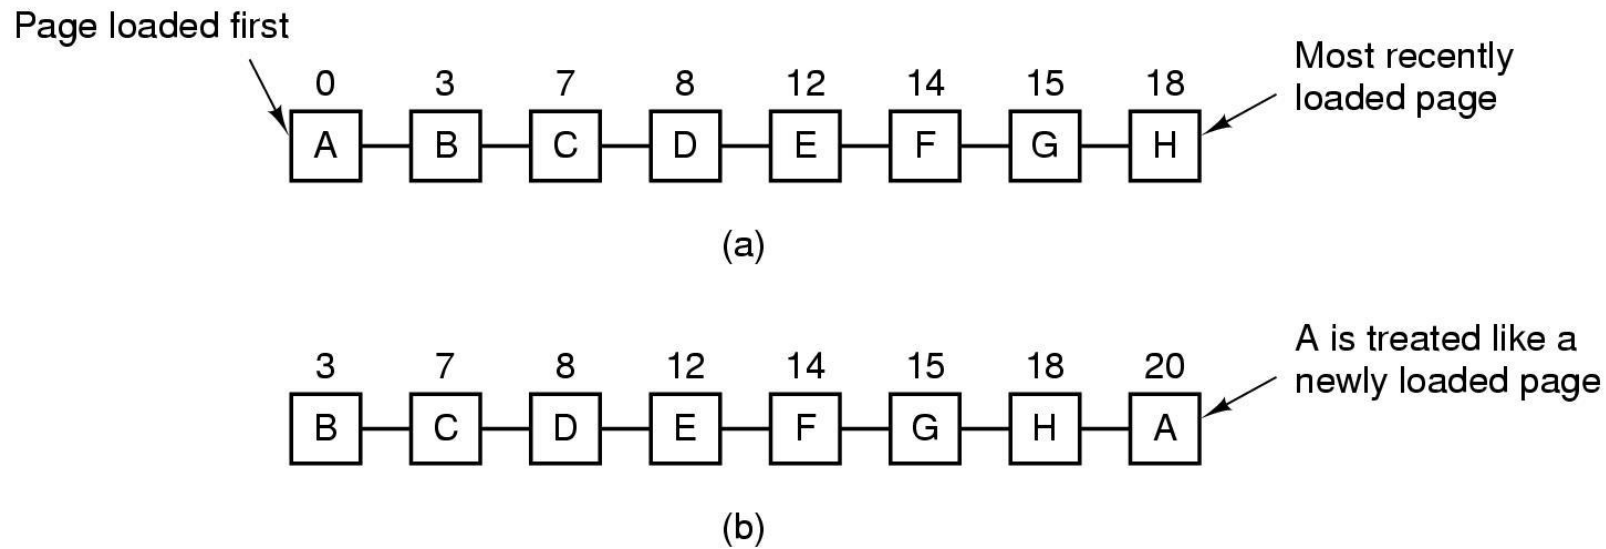 Page loaded first
Most recently
loaded page
0 3 7 8 12 14 15 18
A B C D E F G H
(a)
A is treated like a
newly loaded page
3 7 8 12 14 15 18 20
B C D E F G H A
(b)